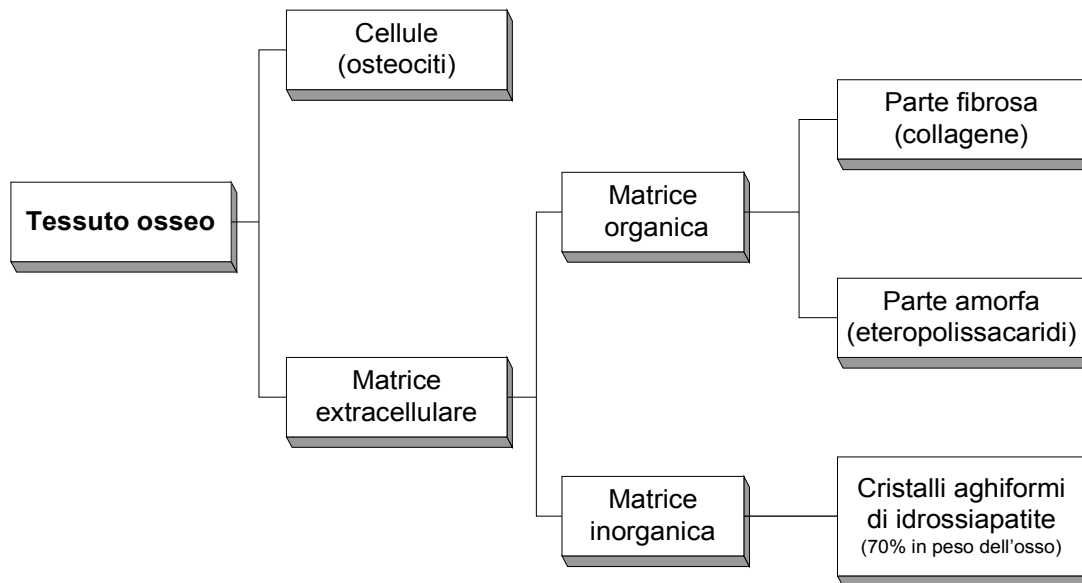 Cellule
(osteociti)
Parte fibrosa
(collagene)
Tessuto osseo
Matrice
organica
Parte amorfa
(eteropolissacaridi)
Matrice
extracellulare
Matrice
inorganica
Cristalli aghiformi
di idrossiapatite
(70% in peso dell'osso)